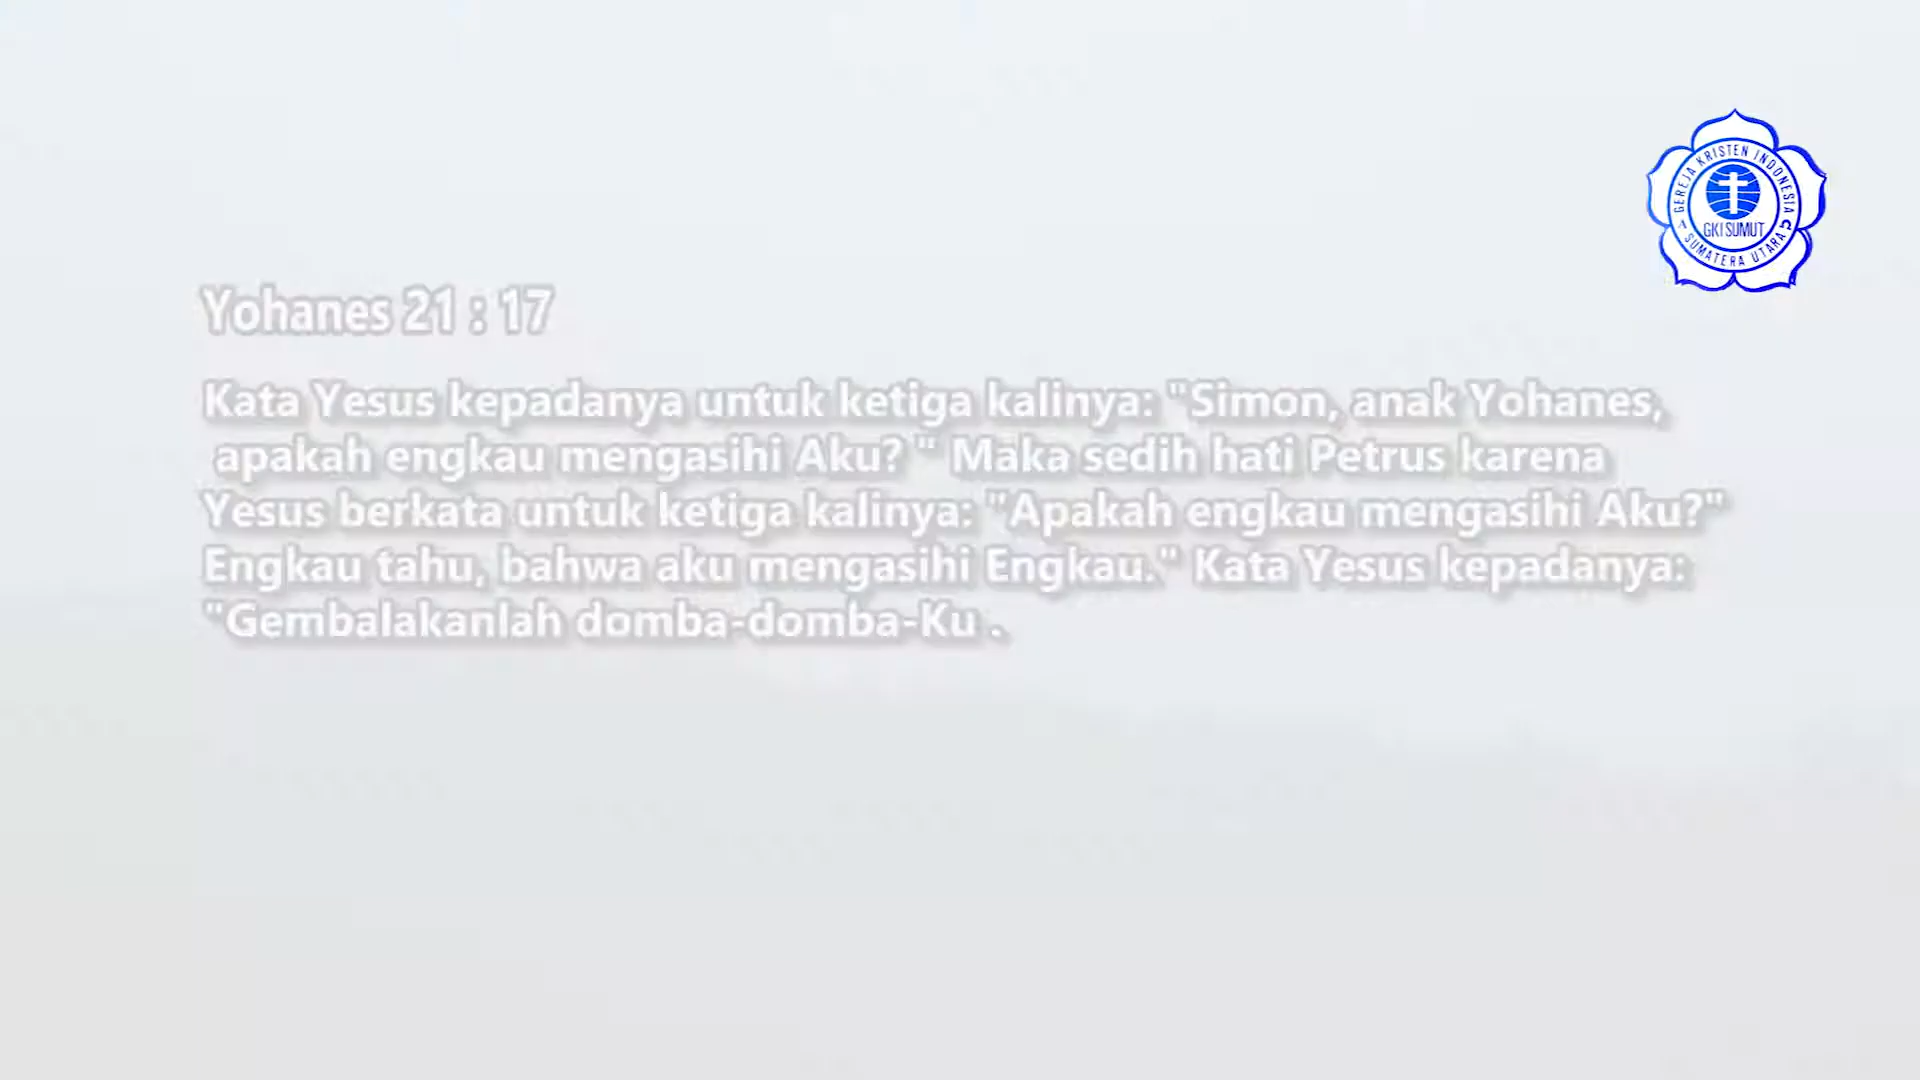 GEREJA KRISTEN INDONESIA
GKI SUMUT
SUMATERA UTARA
Yohanes 21 : 17
Kata Yesus kepadanya untuk ketiga kalinya: "Simon, anak Yohanes,
apakah engkau mengasihi Aku? " Maka sedih hati Petrus karena
Yesus berkata untuk ketiga kalinya: "Apakah engkau mengasihi Aku?"
Engkau tahu, bahwa aku mengasihi Engkau." Kata Yesus kepadanya:
"Gembalakanlah domba-domba-Ku .